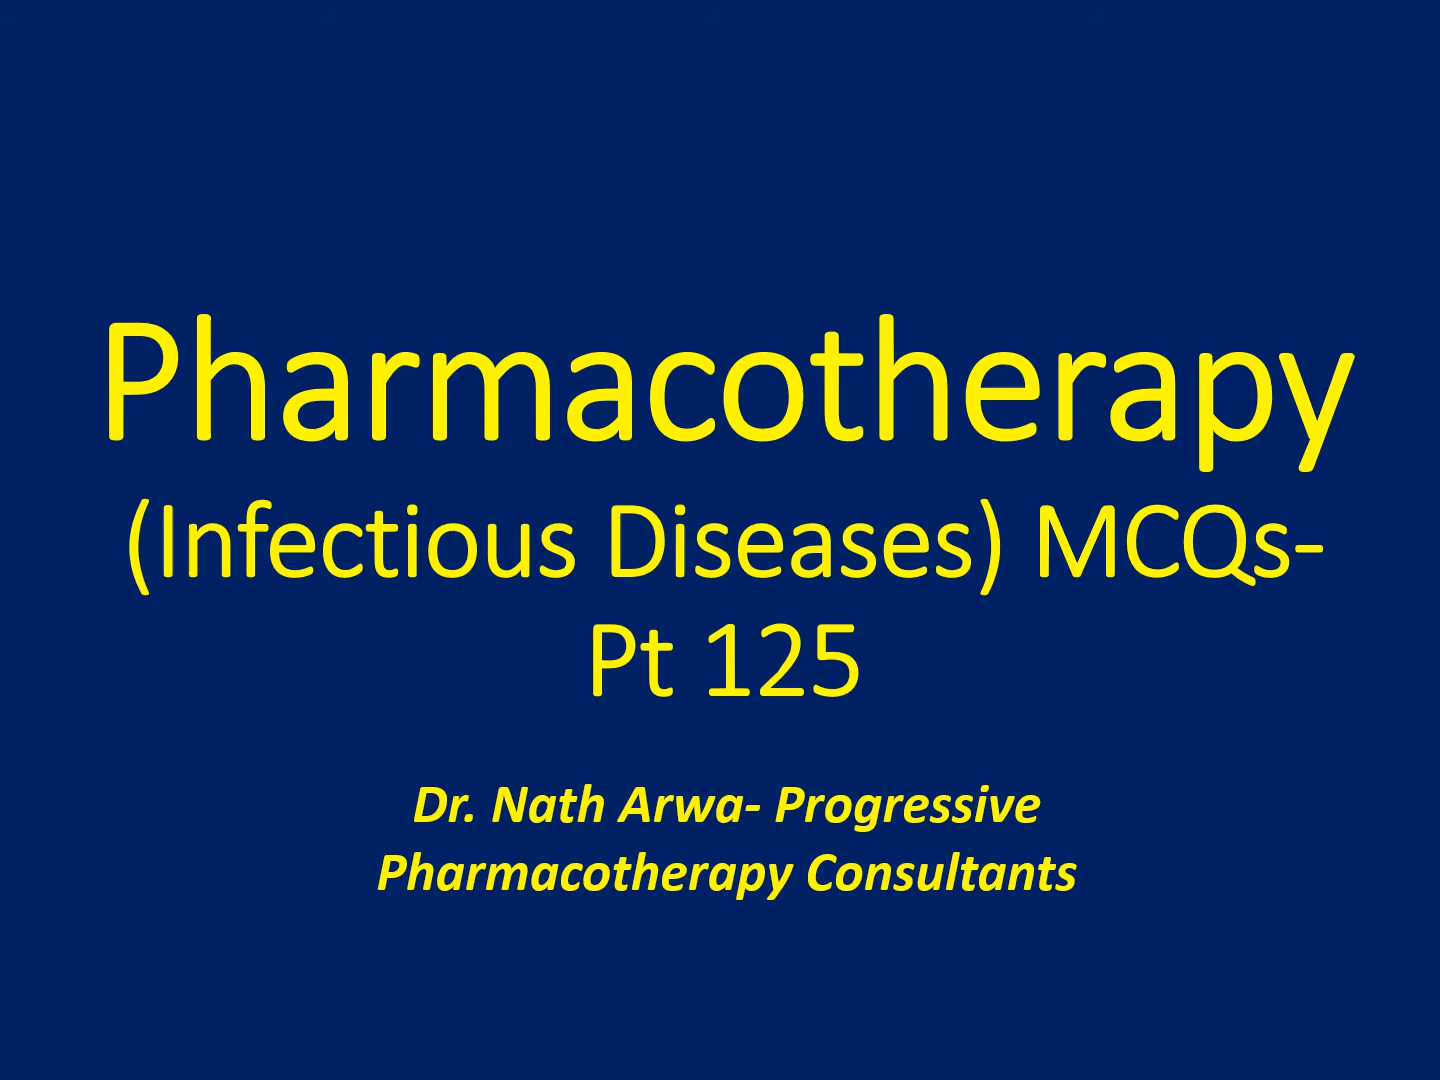 Pharmacotherapy
(Infectious Diseases) MCQs-
Pt 125
Dr. Nath Arwa- Progressive
Pharmacotherapy Consultants